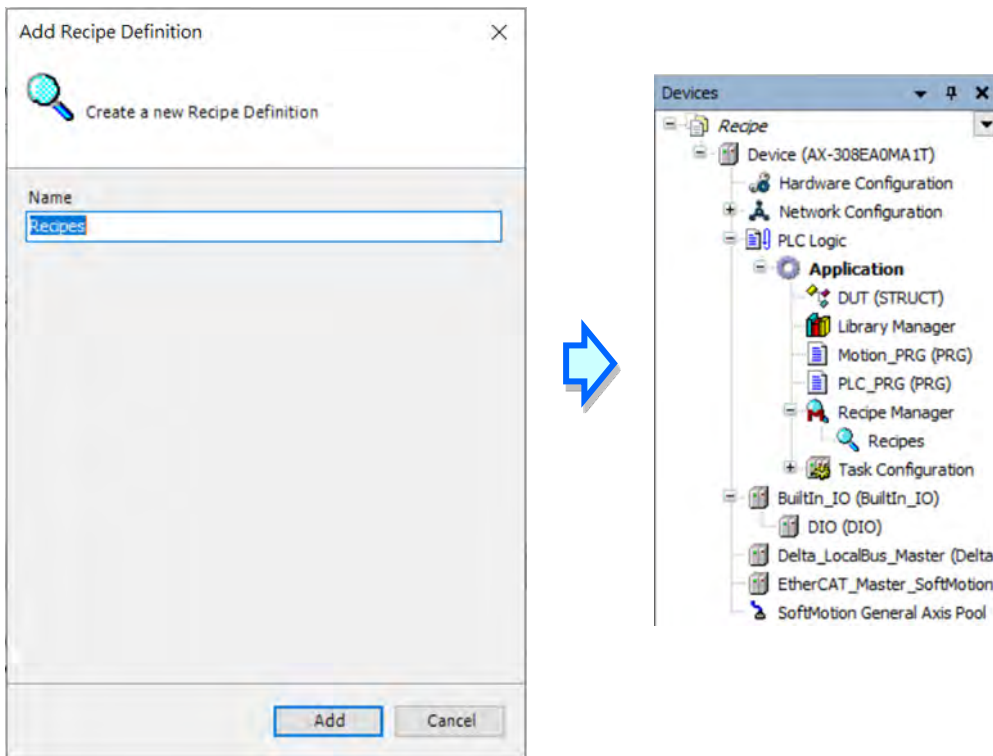 Add Recipe Definition
Create a new Recipe Definition
Name
Recipes
Add
Cancel
Devices
Recipe
Device (AX-308EA0MA1T)
Hardware Configuration
Network Configuration
PLC Logic
Application
DUT (STRUCT)
Library Manager
Motion_PRG (PRG)
PLC_PRG (PRG)
Recipe Manager
Recipes
Task Configuration
BuiltIn_IO (BuiltIn_IO)
DIO (DIO)
Delta_LocalBus_Master (Delta
EtherCAT_Master_SoftMotion
SoftMotion General Axis Pool